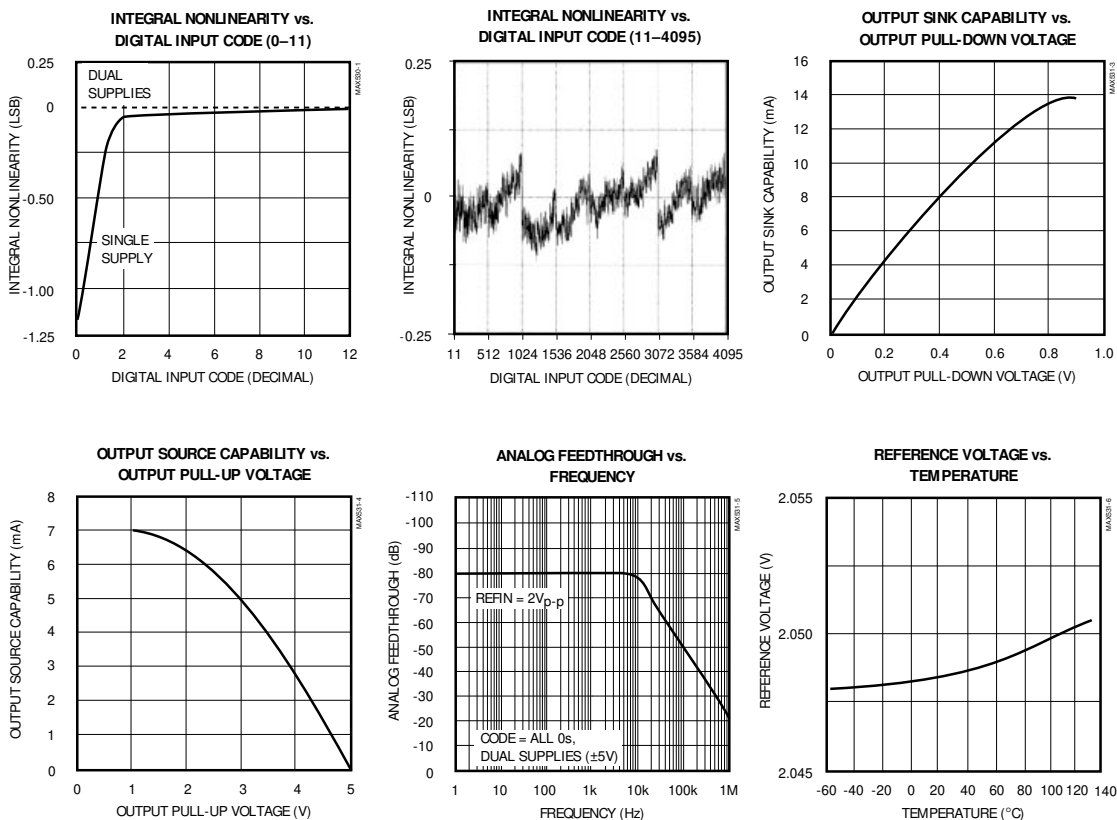 INTEGRAL NONLINEARITY vs.
DIGITAL INPUT CODE (0–11)
MAX530-1
0.25
0
-0.50
-1.00
-1.25
INTEGRAL NONLINEARITY (LSB)
DUAL
SUPPLIES
SINGLE
SUPPLY
0 2 4 6 8 10 12
DIGITAL INPUT CODE (DECIMAL)
INTEGRAL NONLINEARITY vs.
DIGITAL INPUT CODE (11–4095)
0.25
0
-0.25
INTEGRAL NONLINEARITY (LSB)
11 512 1024 1536 2048 2560 3072 3584 4095
DIGITAL INPUT CODE (DECIMAL)
OUTPUT SINK CAPABILITY vs.
OUTPUT PULL-DOWN VOLTAGE
MAX531-3
16
14
12
10
8
6
4
2
0
OUTPUT SINK CAPABILITY (mA)
0 0.2 0.4 0.6 0.8 1.0
OUTPUT PULL-DOWN VOLTAGE (V)
OUTPUT SOURCE CAPABILITY vs.
OUTPUT PULL-UP VOLTAGE
MAX531-4
8
7
6
5
4
3
2
1
0
OUTPUT SOURCE CAPABILITY (mA)
0 1 2 3 4 5
OUTPUT PULL-UP VOLTAGE (V)
ANALOG FEEDTHROUGH vs.
FREQUENCY
MAX531-5
-110
-100
-90
-80
-70
-60
-50
-40
-30
-20
-10
0
ANALOG FEEDTHROUGH (dB)
REFIN = 2Vp-p
CODE = ALL 0s,
DUAL SUPPLIES (±5V)
1 10 100 1k 10k 100k 1M
FREQUENCY (Hz)
REFERENCE VOLTAGE vs.
TEMPERATURE
MAX531-6
2.055
2.050
2.045
REFERENCE VOLTAGE (V)
-60 -40 -20 0 20 40 60 80 100 120 140
TEMPERATURE (°C)